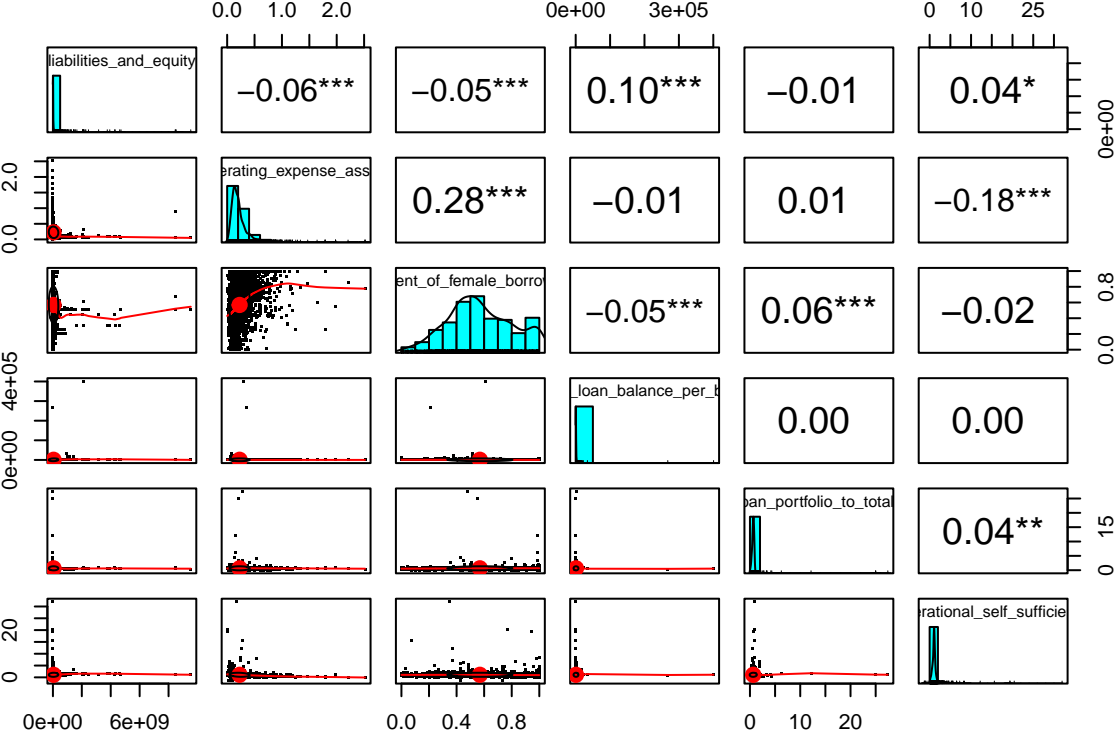 0.0 1.0 2.0 0e+00 3e+05 0 10 25
liabilities_and_equity −0.06*** −0.05*** 0.10*** −0.01 0.04* 0e+00
2.0 0.0 erating_expense_ass 0.28*** −0.01 0.01 −0.18***
ent_of_female_borrow −0.05*** 0.06*** −0.02 0.8 0.0
4e+05 0e+00 _loan_balance_per_b 0.00 0.00
oan_portfolio_to_total 0.04** 15 0
20 0 erational_self_sufficie
0e+00 6e+09 0.0 0.4 0.8 0 10 20